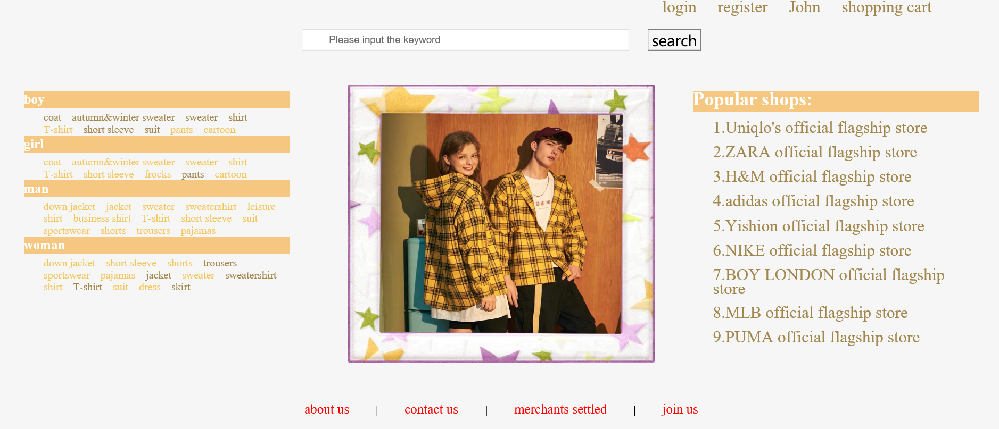 login register John shopping cart
Please input the keyword
search
boy
coat autumn&winter sweater sweater shirt
T-shirt short sleeve suit pants cartoon
girl
coat autumn&winter sweater sweater shirt
T-shirt short sleeve frocks pants cartoon
man
down jacket jacket sweater sweatershirt leisure
shirt business shirt T-shirt short sleeve suit
sportswear shorts trousers pajamas
woman
down jacket short sleeve shorts trousers
sportswear pajamas jacket sweater sweatershirt
shirt T-shirt suit dress skirt
Popular shops:
1.Uniqlo's official flagship store
2.ZARA official flagship store
3.H&M official flagship store
4.adidas official flagship store
5.Yishion official flagship store
6.NIKE official flagship store
7.BOY LONDON official flagship
store
8.MLB official flagship store
9.PUMA official flagship store
about us | contact us | merchants settled | join us